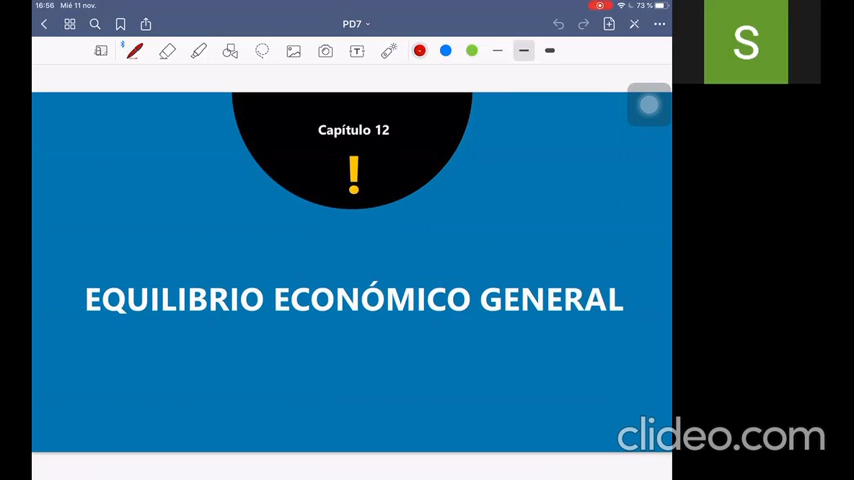 16:56 Mié 11 nov.
73 %
PD7
T
S
Capítulo 12
!
EQUILIBRIO ECONÓMICO GENERAL
clideo.com